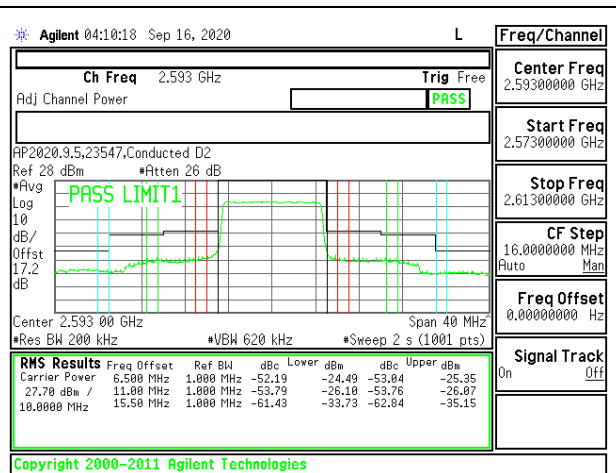 Agilent 04:10:18 Sep 16, 2020 L
Freq/Channel
Ch Freq 2.593 GHz Trig Free
Adj Channel Power PASS
AP2020.9.5,23547,Conducted D2
Ref 28 dBm #Atten 26 dB
#Avg
Log
10
dB/
Offst
17.2
dB
PASS LIMIT1
Center 2.593 00 GHz Span 40 MHz^
#Res BW 200 kHz #VBW 620 kHz #Sweep 2 s (1001 pts)
RMS Results Freq Offset Ref BW dBc Lower dBm dBc Upper dBm
Carrier Power 6.500 MHz 1.000 MHz -52.19 -24.49 -53.04 -25.35
27.70 dBm / 11.00 MHz 1.000 MHz -53.79 -26.10 -53.76 -26.07
10.0000 MHz 15.50 MHz 1.000 MHz -61.43 -33.73 -62.84 -35.15
Center Freq
2.59300000 GHz
Start Freq
2.57300000 GHz
Stop Freq
2.61300000 GHz
CF Step
16.0000000 MHz
Auto Man
Freq Offset
0.00000000 Hz
Signal Track
On Off
Copyright 2000-2011 Agilent Technologies